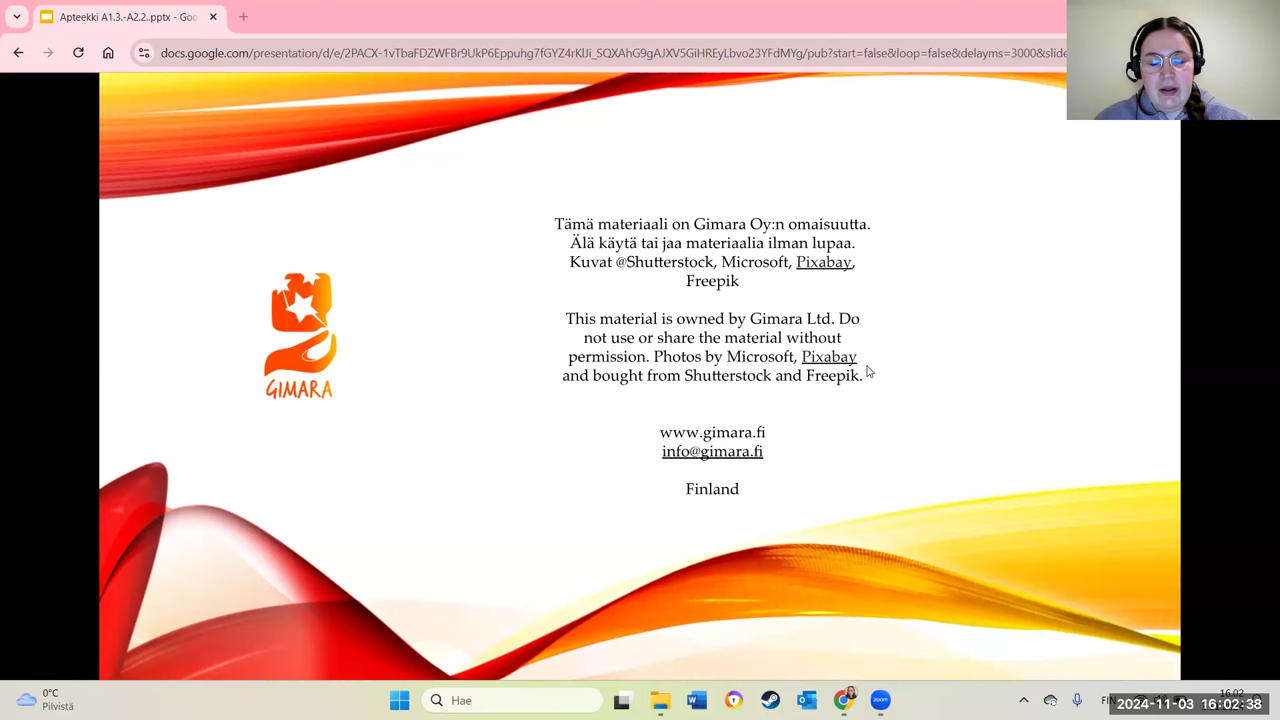 Apteekki A1.3.-A2.2..pptx - Goo
docs.google.com/presentation/d/e/2PACX-1vTbaFDZWFBr9UkP6Eppuhg7fGYZ4rKlJi_SQXAhG9gAJXV5GiHREyLbvo23YFdMYg/pub?start=false&loop=false&delayms=3000&slide
Tämä materiaali on Gimara Oy:n omaisuutta.
Älä käytä tai jaa materiaalia ilman lupaa.
Kuvat @Shutterstock, Microsoft, Pixabay,
Freepik
This material is owned by Gimara Ltd. Do
not use or share the material without
permission. Photos by Microsoft, Pixabay
and bought from Shutterstock and Freepik.
GIMARA
www.gimara.fi
info@gimara.fi
Finland
0°C
Pilvistä
Hae
FIN
16.02
2024-11-03 16:02:38